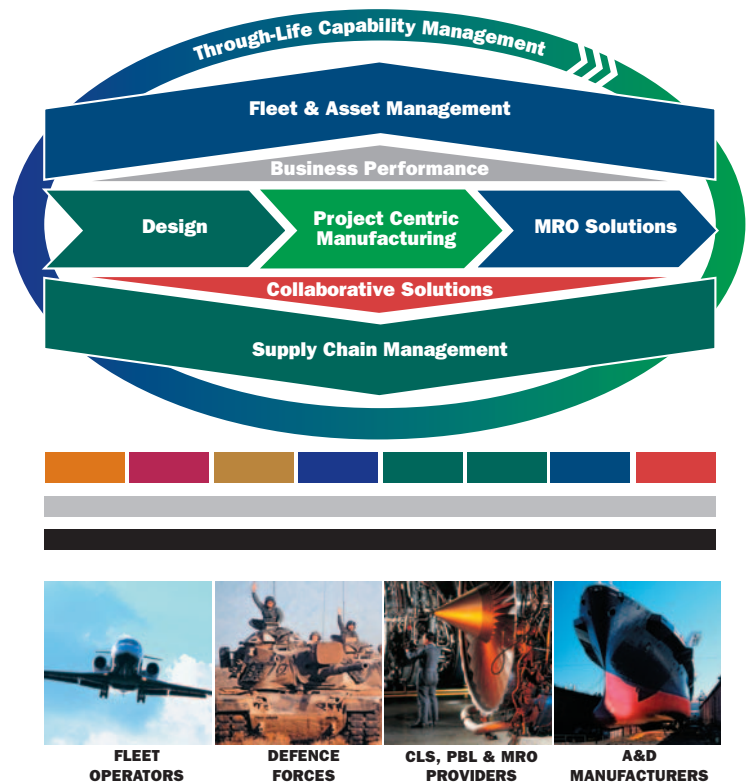 Through-Life Capability Management
Fleet & Asset Management
Business Performance
Design
Project Centric
Manufacturing
MRO Solutions
Collaborative Solutions
Supply Chain Management
FLEET
OPERATORS
DEFENCE
FORCES
CLS, PBL & MRO
PROVIDERS
A&D
MANUFACTURERS